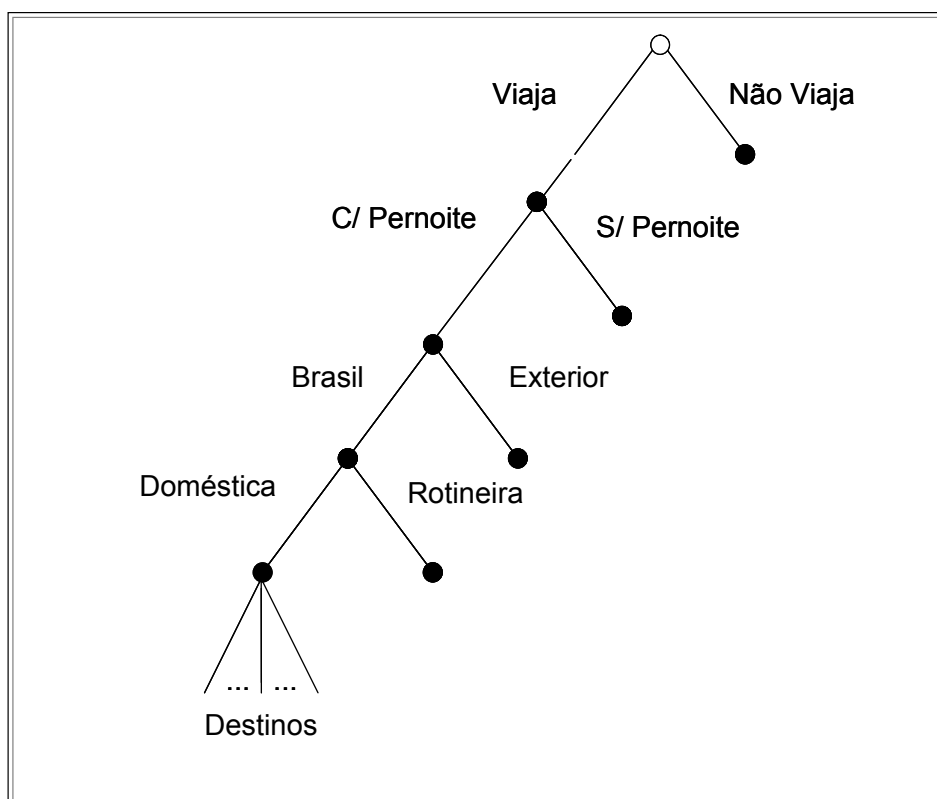 Viaja
Não Viaja
C/ Pernoite
S/ Pernoite
Brasil
Exterior
Doméstica
Rotineira
... ...
Destinos